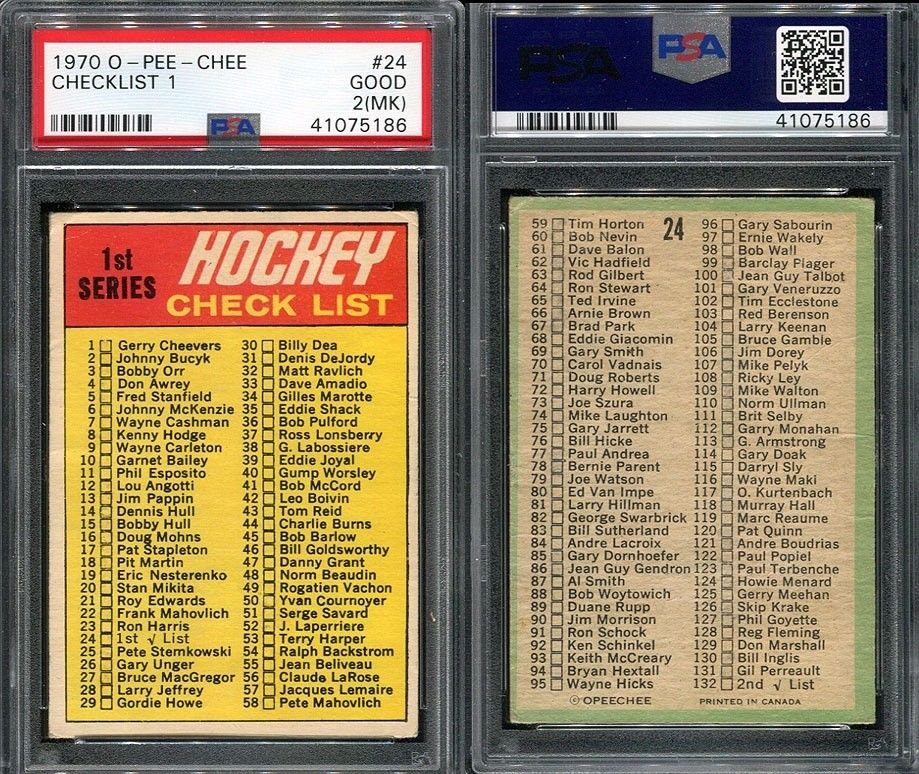 1970 O-PEE-CHEE #24
CHECKLIST 1 GOOD
2(MK)
PSA 41075186
1st
SERIES
HOCKEY
CHECK LIST
1 Gerry Cheevers
2 Johnny Bucyk
3 Bobby Orr
4 Don Awrey
5 Fred Stanfield
6 Johnny McKenzie
7 Wayne Cashman
8 Kenny Hodge
9 Wayne Carleton
10 Garnet Bailey
11 Phil Esposito
12 Lou Angotti
13 Jim Pappin
14 Dennis Hull
15 Bobby Hull
16 Doug Mohns
17 Pat Stapleton
18 Pit Martin
19 Eric Nesterenko
20 Stan Mikita
21 Roy Edwards
22 Frank Mahovlich
23 Ron Harris
24 1st √ List
25 Pete Stemkowski
26 Gary Unger
27 Bruce MacGregor
28 Larry Jeffrey
29 Gordie Howe
30 Billy Dea
31 Denis DeJordy
32 Matt Ravlich
33 Dave Amadio
34 Gilles Marotte
35 Eddie Shack
36 Bob Pulford
37 Ross Lonsberry
38 G. Labossiere
39 Eddie Joyal
40 Gump Worsley
41 Bob McCord
42 Leo Boivin
43 Tom Reid
44 Charlie Burns
45 Bob Barlow
46 Bill Goldsworthy
47 Danny Grant
48 Norm Beaudin
49 Rogatien Vachon
50 Yvan Cournoyer
51 Serge Savard
52 J. Laperriere
53 Terry Harper
54 Ralph Backstrom
55 Jean Beliveau
56 Claude LaRose
57 Jacques Lemaire
58 Pete Mahovlich
PSA
PSA
41075186
24
59 Tim Horton
60 Bob Nevin
61 Dave Balon
62 Vic Hadfield
63 Rod Gilbert
64 Ron Stewart
65 Ted Irvine
66 Arnie Brown
67 Brad Park
68 Eddie Giacomin
69 Gary Smith
70 Carol Vadnais
71 Doug Roberts
72 Harry Howell
73 Joe Szura
74 Mike Laughton
75 Gary Jarrett
76 Bill Hicke
77 Paul Andrea
78 Bernie Parent
79 Joe Watson
80 Ed Van Impe
81 Larry Hillman
82 George Swarbrick
83 Bill Sutherland
84 Andre Lacroix
85 Gary Dornhoefer
86 Jean Guy Gendron
87 Al Smith
88 Bob Woytowich
89 Duane Rupp
90 Jim Morrison
91 Ron Schock
92 Ken Schinkel
93 Keith McCreary
94 Bryan Hextall
95 Wayne Hicks
96 Gary Sabourin
97 Ernie Wakely
98 Bob Wall
99 Barclay Plager
100 Jean Guy Talbot
101 Gary Veneruzzo
102 Tim Ecclestone
103 Red Berenson
104 Larry Keenan
105 Bruce Gamble
106 Jim Dorey
107 Mike Pelyk
108 Ricky Ley
109 Mike Walton
110 Norm Ullman
111 Brit Selby
112 Garry Monahan
113 G. Armstrong
114 Gary Doak
115 Darryl Sly
116 Wayne Maki
117 O. Kurtenbach
118 Murray Hall
119 Marc Reaume
120 Pat Quinn
121 Andre Boudrias
122 Paul Popiel
123 Paul Terbenche
124 Howie Menard
125 Gerry Meehan
126 Skip Krake
127 Phil Goyette
128 Reg Fleming
129 Don Marshall
130 Bill Inglis
131 Gil Perreault
132 2nd √ List
© OPEECHEE PRINTED IN CANADA